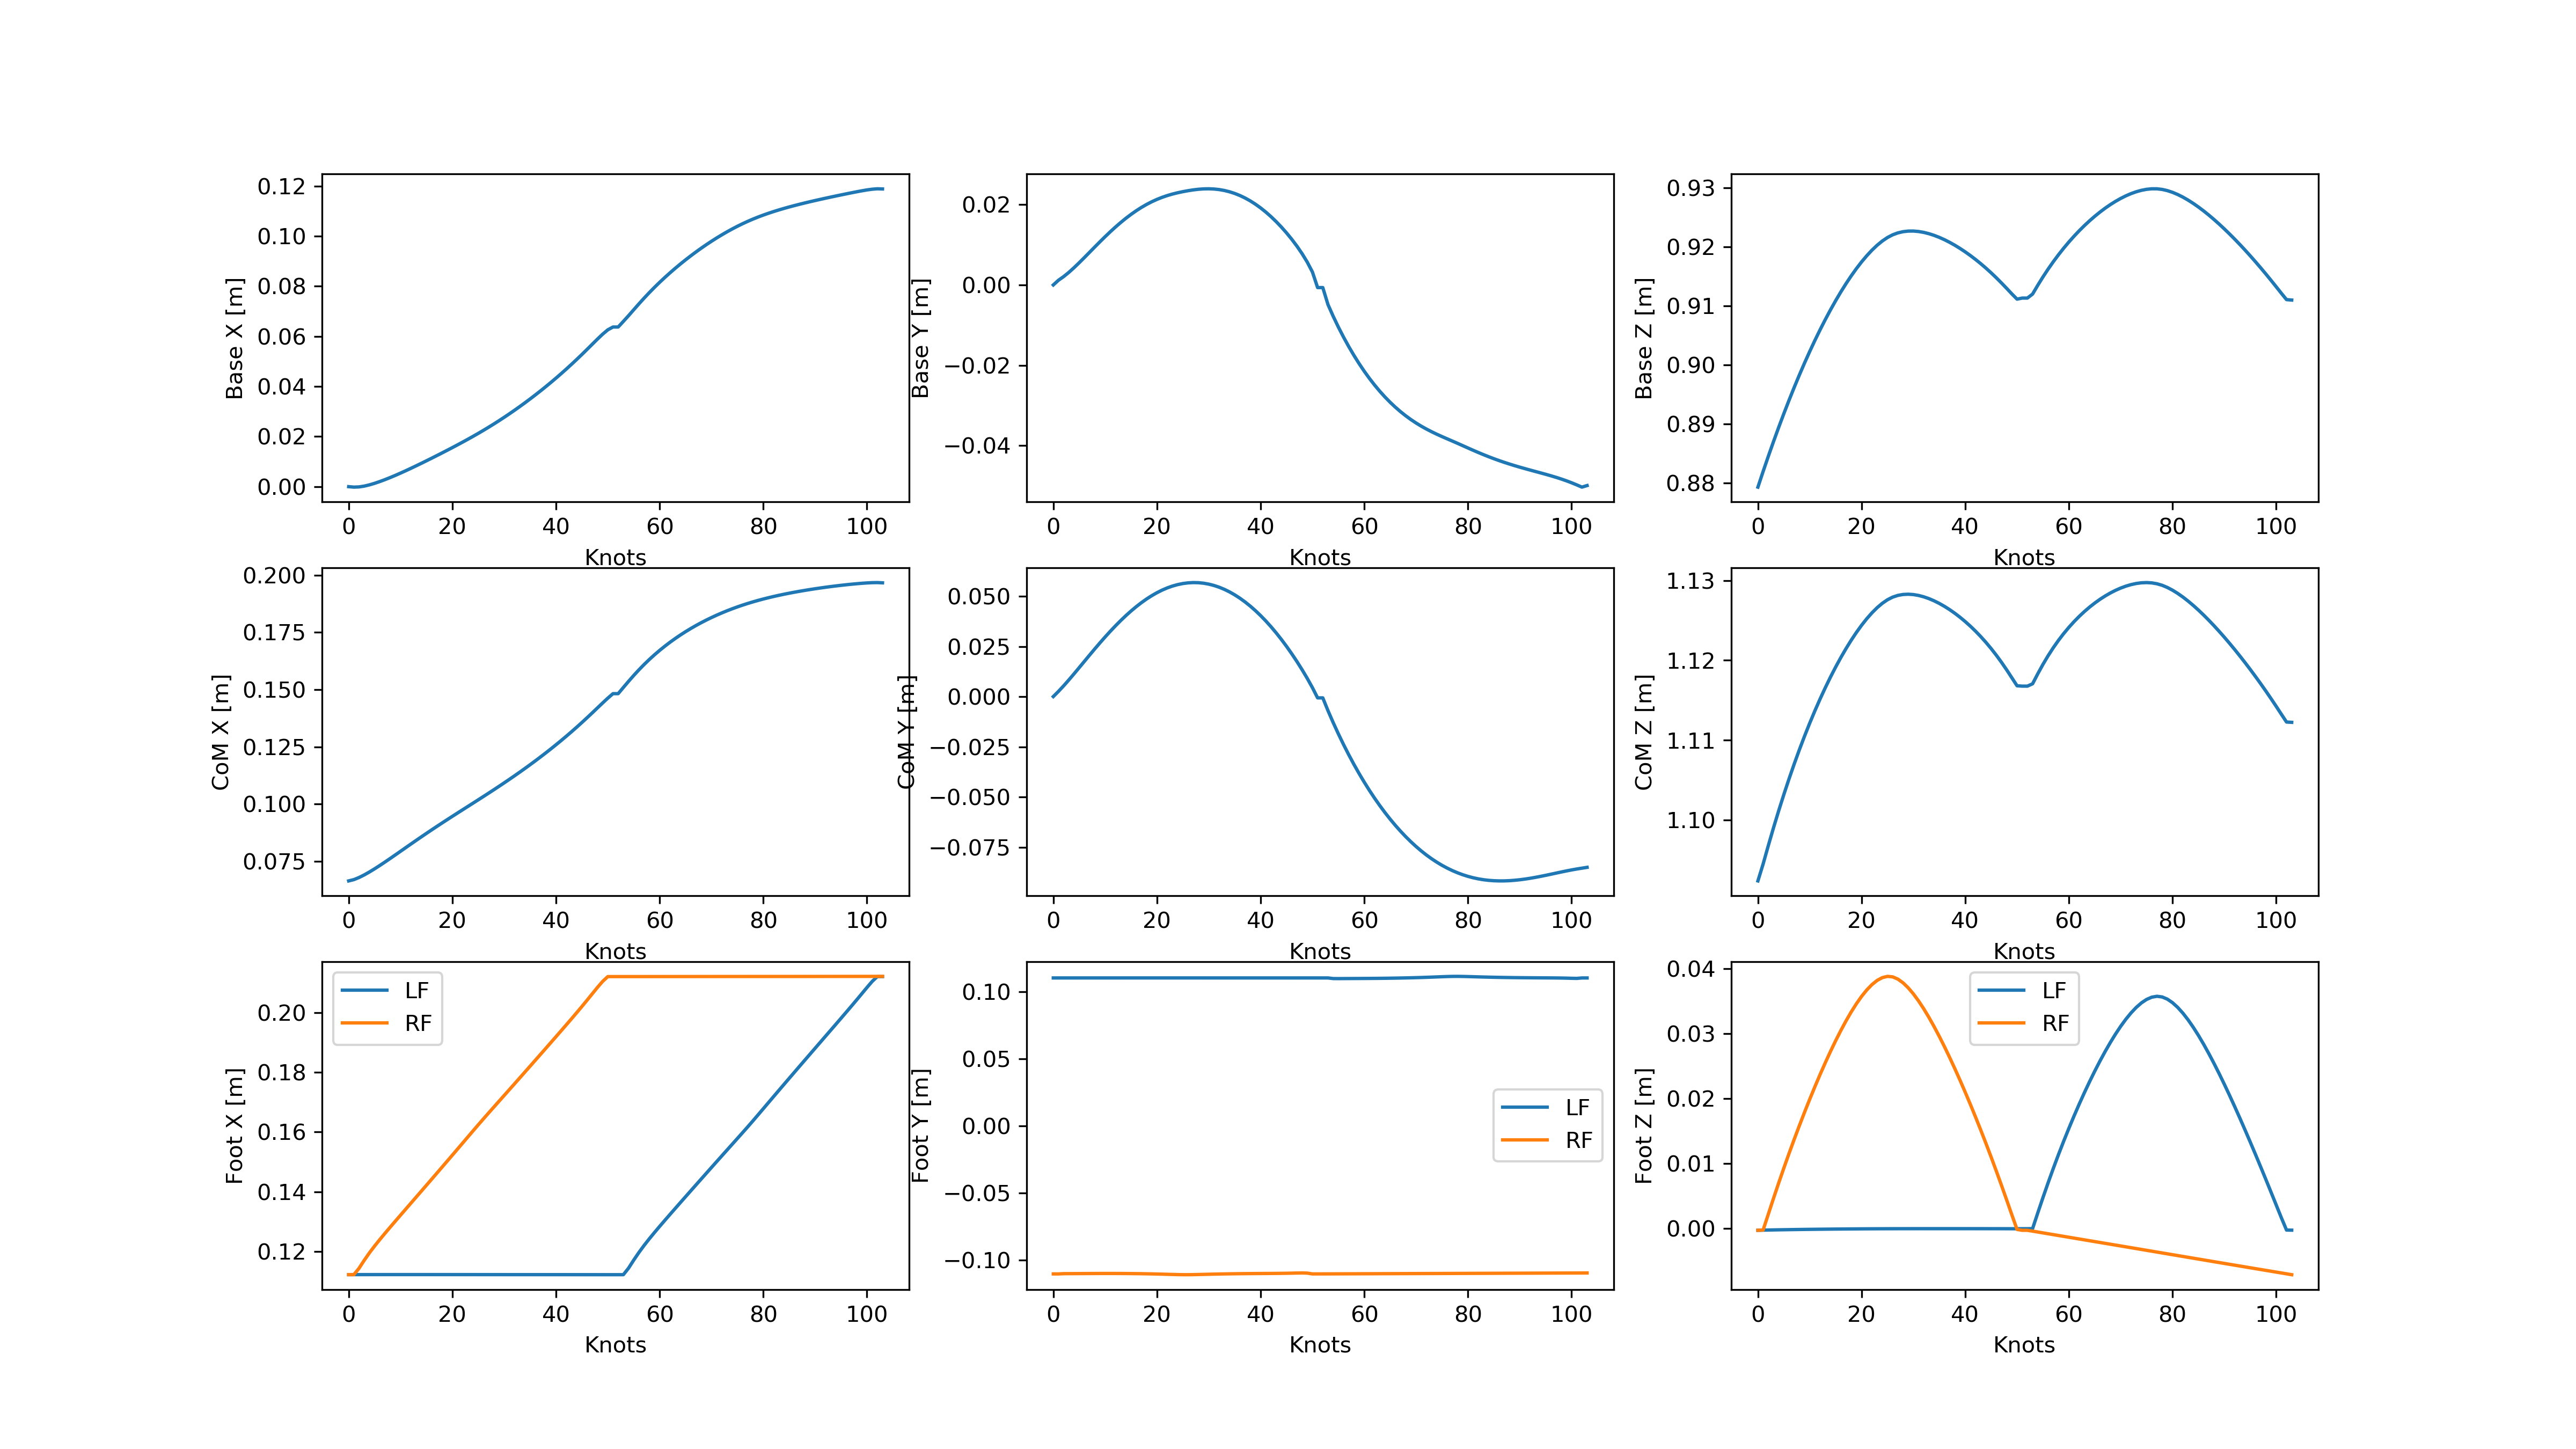 Base X [m]
0.12
0.10
0.08
0.06
0.04
0.02
0.00
0 20 40 60 80 100
Knots
Base Y [m]
0.02
0.00
−0.02
−0.04
0 20 40 60 80 100
Knots
Base Z [m]
0.93
0.92
0.91
0.90
0.89
0.88
0 20 40 60 80 100
Knots
CoM X [m]
0.200
0.175
0.150
0.125
0.100
0.075
0 20 40 60 80 100
Knots
CoM Y [m]
0.050
0.025
0.000
−0.025
−0.050
−0.075
0 20 40 60 80 100
Knots
CoM Z [m]
1.13
1.12
1.11
1.10
0 20 40 60 80 100
Knots
Foot X [m]
0.20
0.18
0.16
0.14
0.12
LF
RF
0 20 40 60 80 100
Knots
Foot Y [m]
0.10
0.05
0.00
−0.05
−0.10
LF
RF
0 20 40 60 80 100
Knots
Foot Z [m]
0.04
0.03
0.02
0.01
0.00
LF
RF
0 20 40 60 80 100
Knots